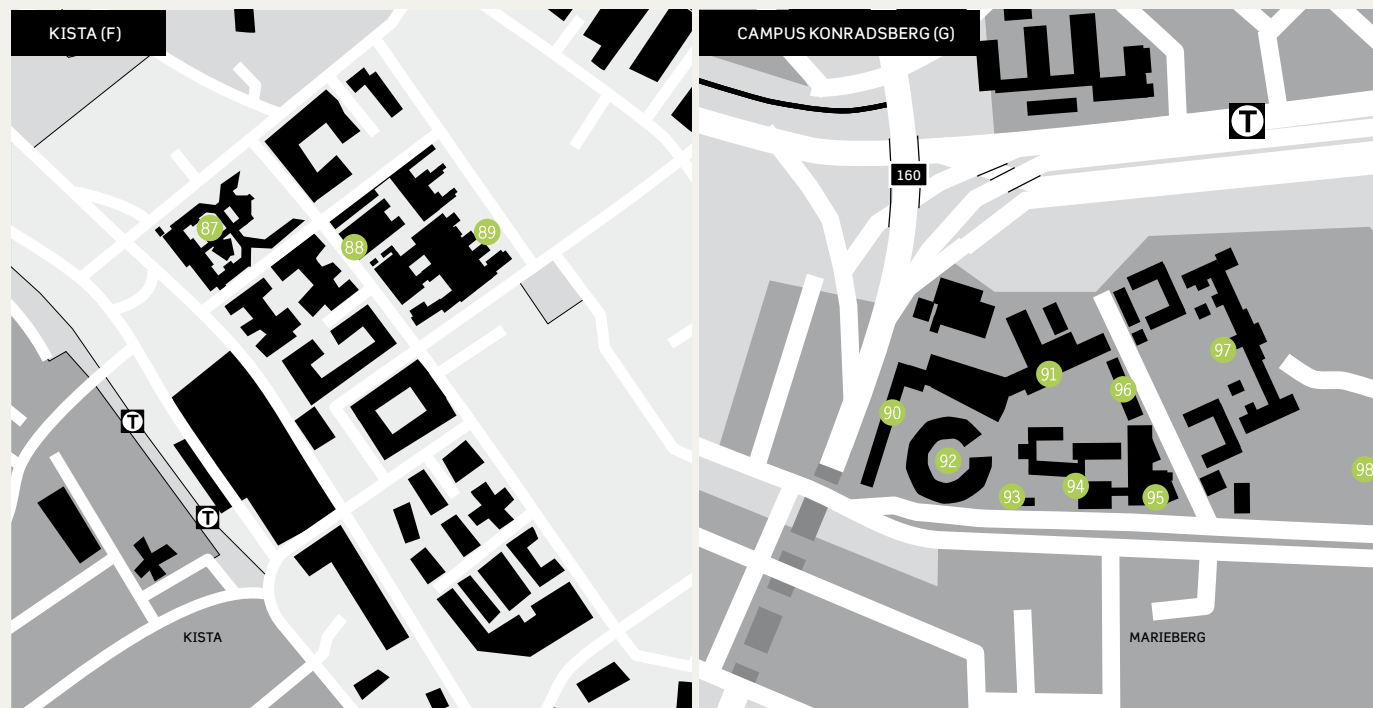 KISTA (F)
87
88
89
T
T
KISTA
CAMPUS KONRADSBERG (G)
T
160
97
91
96
90
92
98
94
93
95
MARIEBERG